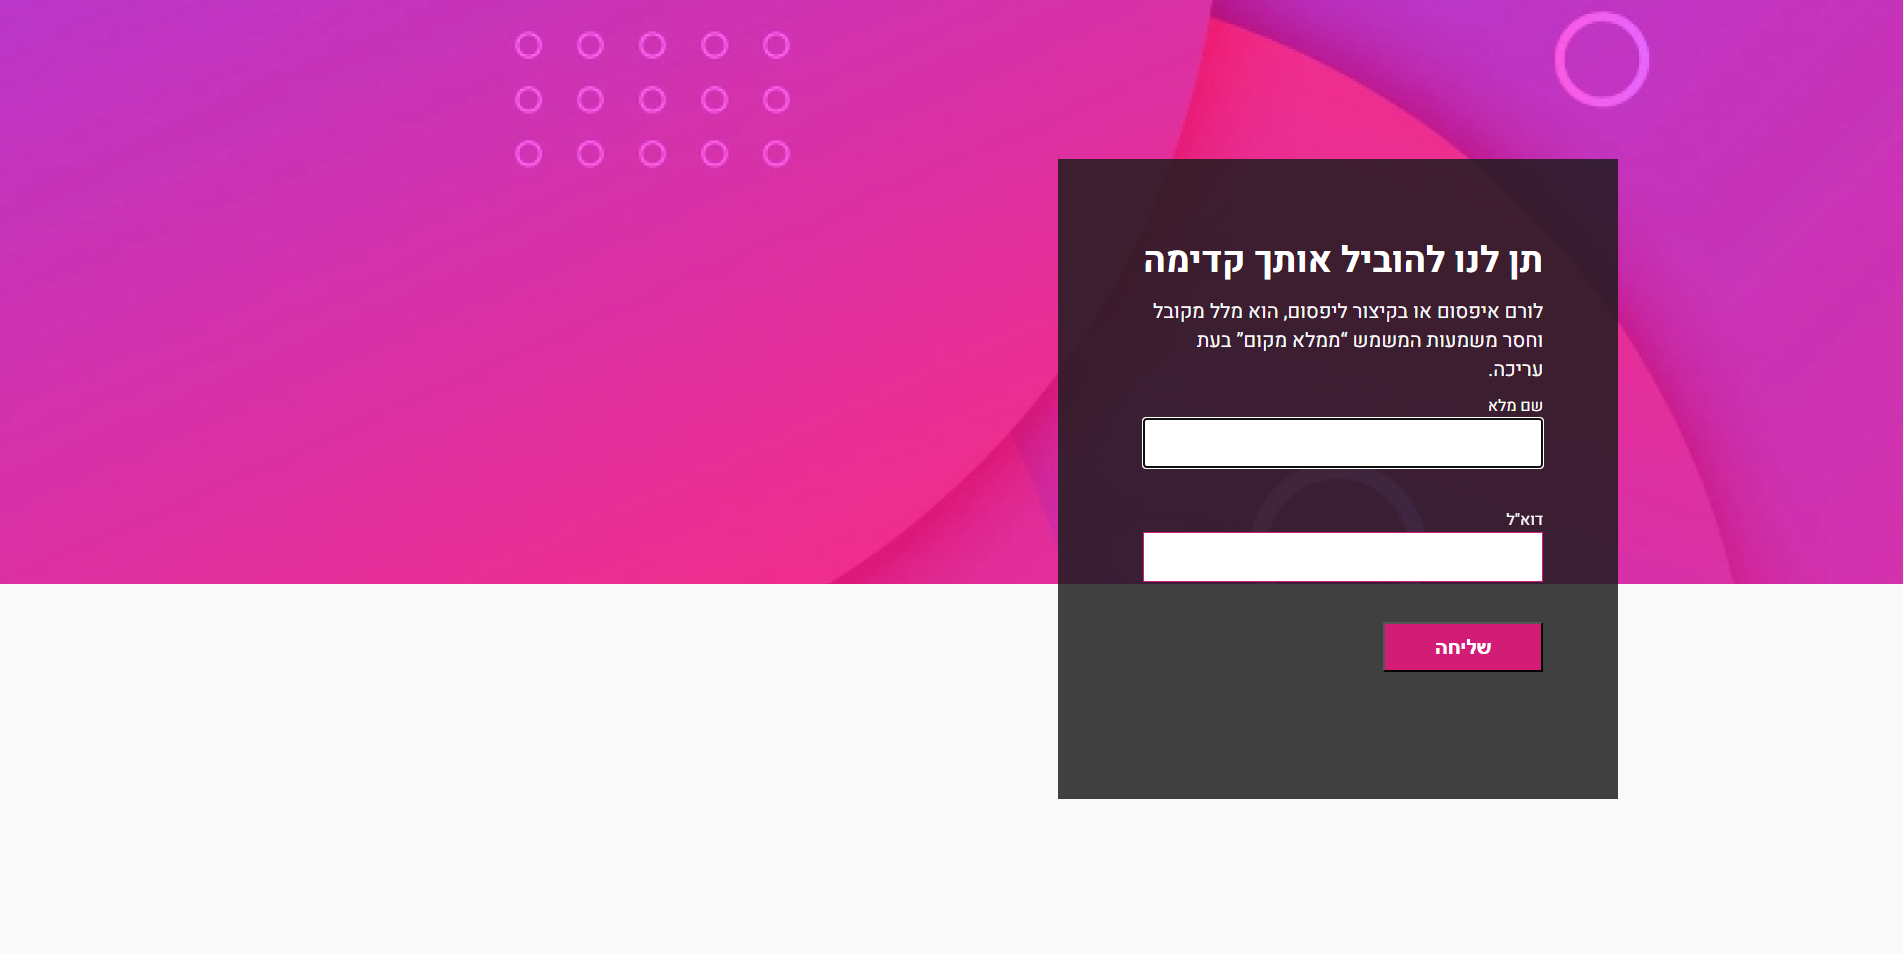 תן לנו להוביל אותך קדימה
לורם איפסום או בקיצור ליפסום, הוא מלל מקובל
וחסר משמעות המשמש “ממלא מקום” בעת
עריכה.
שם מלא
דוא"ל
שליחה